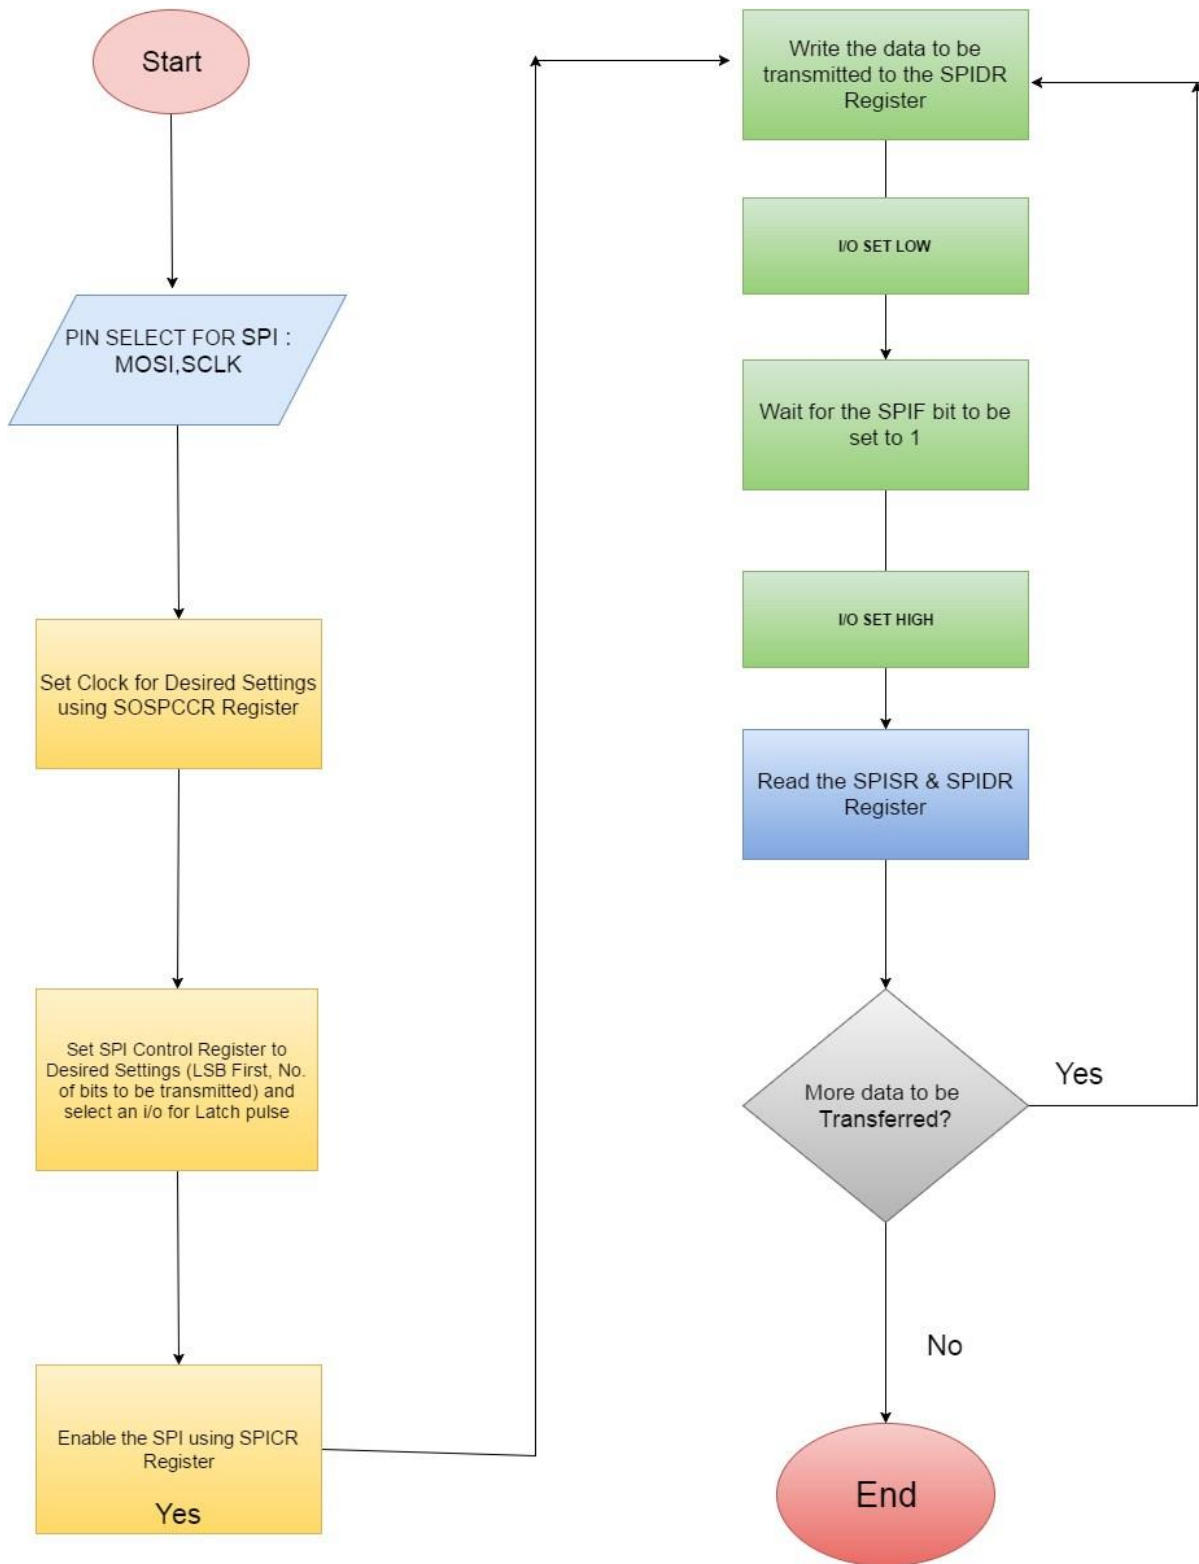 Start
PIN SELECT FOR SPI :
MOSI,SCLK
Set Clock for Desired Settings
using SOSPCCR Register
Set SPI Control Register to
Desired Settings (LSB First, No.
of bits to be transmitted) and
select an i/o for Latch pulse
Enable the SPI using SPICR
Register
Yes
Write the data to be
transmitted to the SPIDR
Register
I/O SET LOW
Wait for the SPIF bit to be
set to 1
I/O SET HIGH
Read the SPISR & SPIDR
Register
More data to be
Transferred?
Yes
No
End